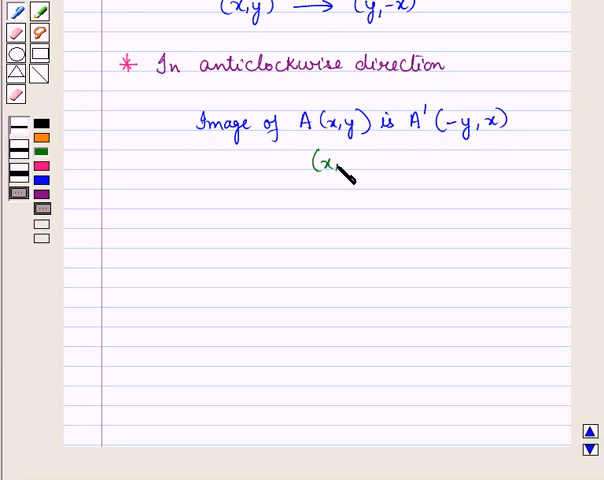 (x,y) → (y,-x)
* In anticlockwise direction
Image of A(x,y) is A'(-y, x)
(x,